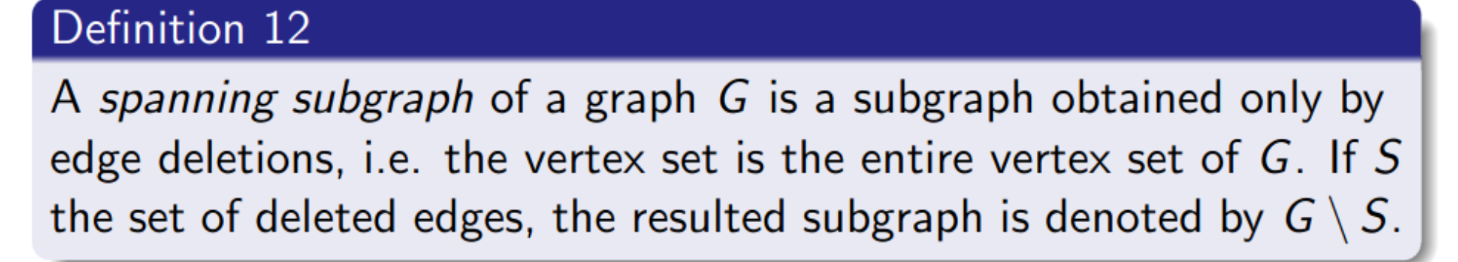 Definition 12
A spanning subgraph of a graph G is a subgraph obtained only by
edge deletions, i.e. the vertex set is the entire vertex set of G. If S
the set of deleted edges, the resulted subgraph is denoted by G \ S.